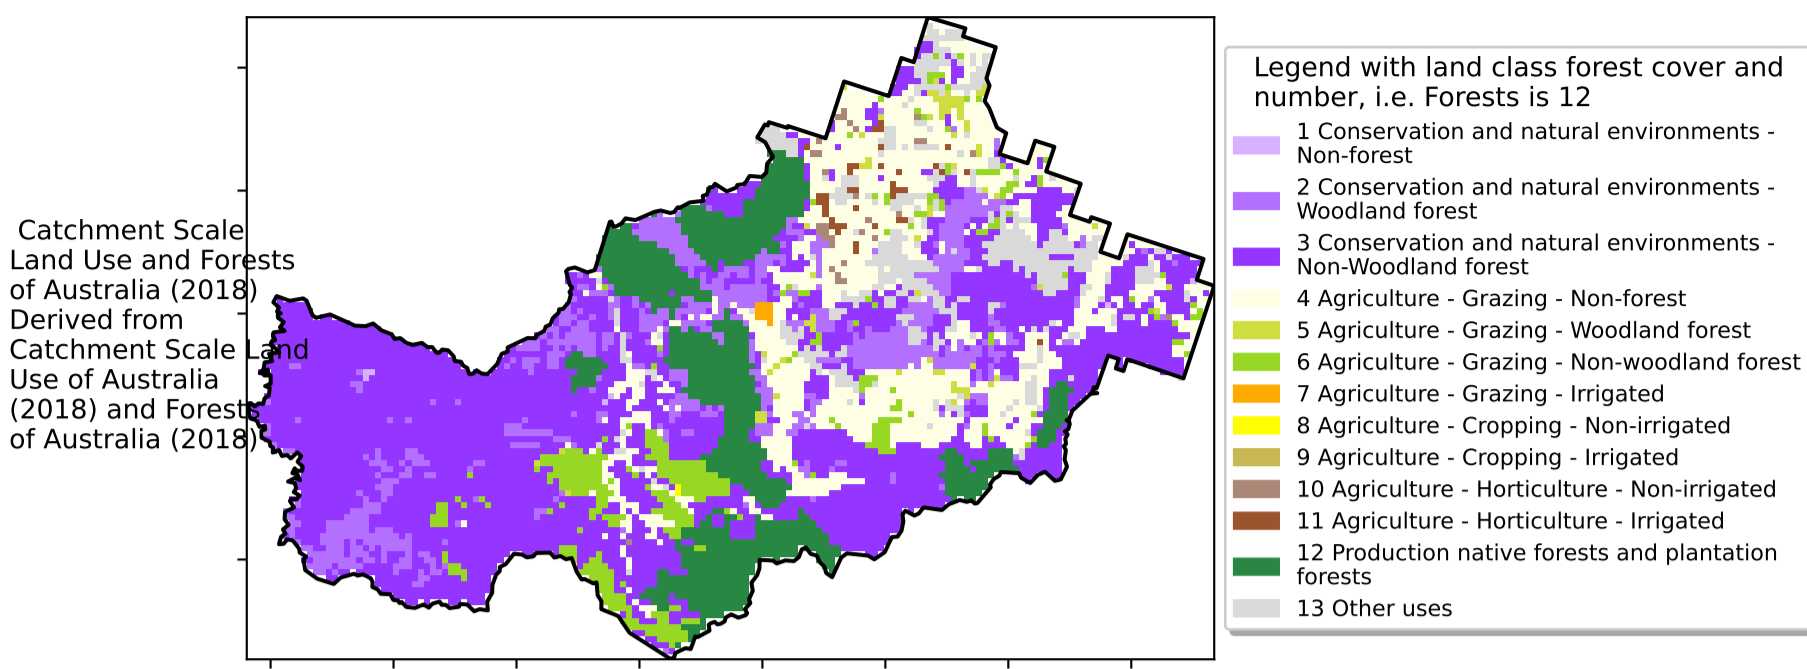 Catchment Scale
Land Use and Forests
of Australia (2018)
Derived from
Catchment Scale Land
Use of Australia
(2018) and Forests
of Australia (2018)
Legend with land class forest cover and
number, i.e. Forests is 12
1 Conservation and natural environments -
Non-forest
2 Conservation and natural environments -
Woodland forest
3 Conservation and natural environments -
Non-Woodland forest
4 Agriculture - Grazing - Non-forest
5 Agriculture - Grazing - Woodland forest
6 Agriculture - Grazing - Non-woodland forest
7 Agriculture - Grazing - Irrigated
8 Agriculture - Cropping - Non-irrigated
9 Agriculture - Cropping - Irrigated
10 Agriculture - Horticulture - Non-irrigated
11 Agriculture - Horticulture - Irrigated
12 Production native forests and plantation
forests
13 Other uses